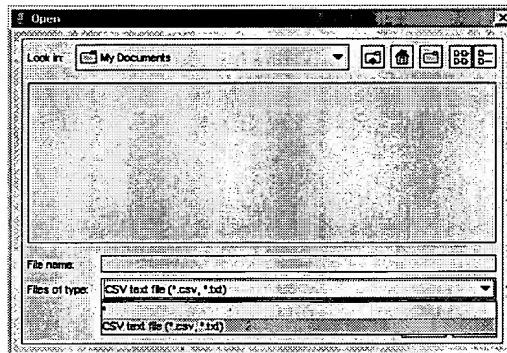 Open
Look in: My Documents
File name:
Files of type: CSV text file (*.csv, *.txt)
*
CSV text file (*.csv, *.txt)